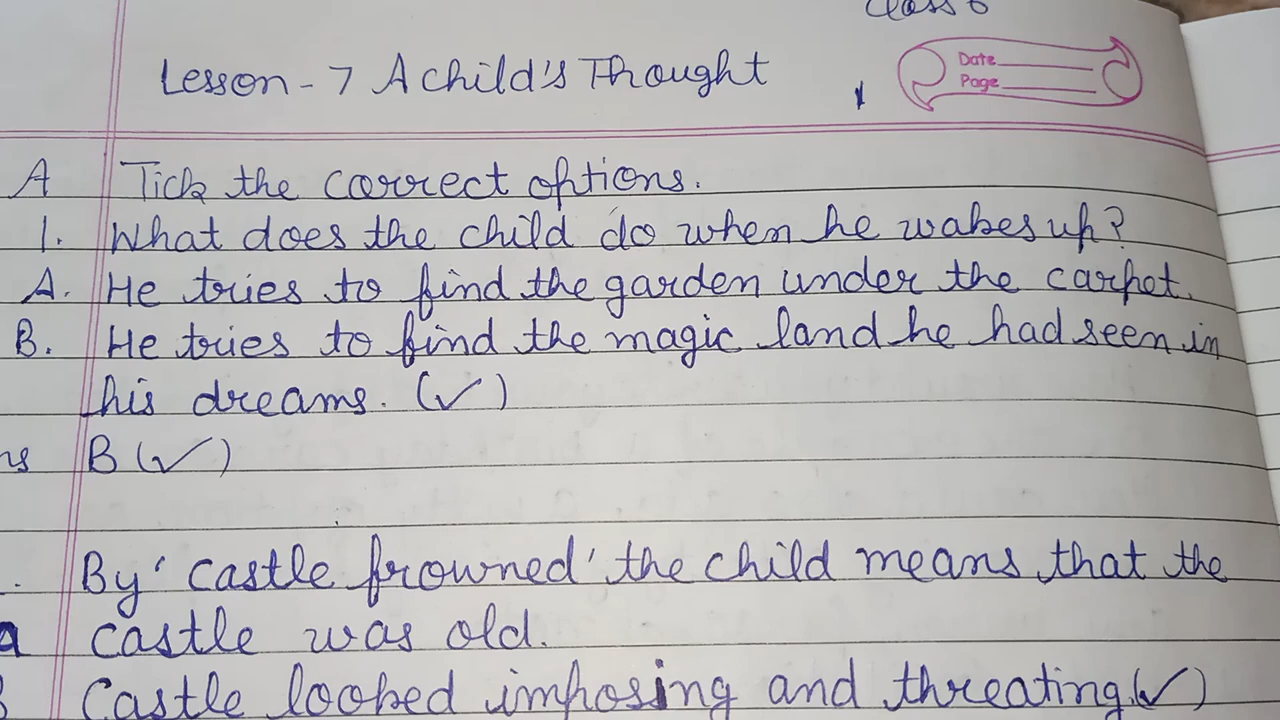 Class 6
Lesson - 7 A child's Thought
Date
Page
A Tick the correct options.
1. What does the child do when he wakes up?
A. He tries to find the garden under the carpet.
B. He tries to find the magic land he had seen in
his dreams. (✓)
ns B (✓)
. By 'castle frowned' the child means that the
a castle was old.
B Castle looked imposing and threating (✓)